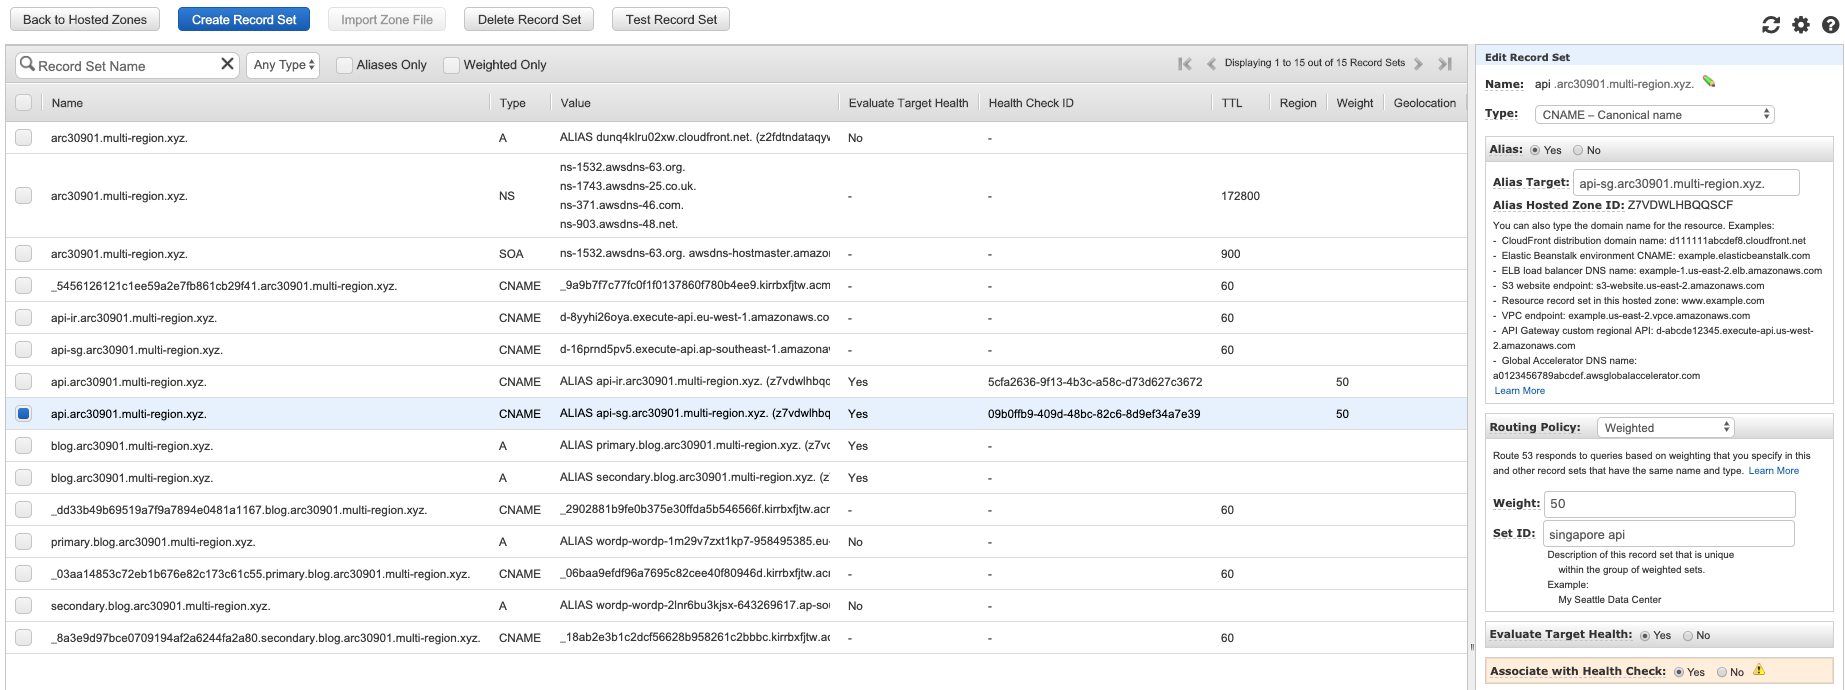 Back to Hosted Zones Create Record Set Import Zone File Delete Record Set Test Record Set
Record Set Name Any Type Aliases Only Weighted Only Displaying 1 to 15 out of 15 Record Sets
Name Type Value Evaluate Target Health Health Check ID TTL Region Weight Geolocation
arc30901.multi-region.xyz. A ALIAS dunq4klru02xw.cloudfront.net. (z2fdtndataqyw No -
arc30901.multi-region.xyz. NS ns-1532.awsdns-63.org. - - 172800
ns-1743.awsdns-25.co.uk.
ns-371.awsdns-46.com.
ns-903.awsdns-48.net.
arc30901.multi-region.xyz. SOA ns-1532.awsdns-63.org. awsdns-hostmaster.amazor - - 900
_5456126121c1ee59a2e7fb861cb29f41.arc30901.multi-region.xyz. CNAME _9a9b7f7c77fc0f1f0137860f780b4ee9.kirrbxfjtw.acm - - 60
api-ir.arc30901.multi-region.xyz. CNAME d-8yyhi26oya.execute-api.eu-west-1.amazonaws.co - - 60
api-sg.arc30901.multi-region.xyz. CNAME d-16prnd5pv5.execute-api.ap-southeast-1.amazona - - 60
api.arc30901.multi-region.xyz. CNAME ALIAS api-ir.arc30901.multi-region.xyz. (z7vdwlhbqq Yes 5cfa2636-9f13-4b3c-a58c-d73d627c3672 50
api.arc30901.multi-region.xyz. CNAME ALIAS api-sg.arc30901.multi-region.xyz. (z7vdwlhbq Yes 09b0ffb9-409d-48bc-82c6-8d9ef34a7e39 50
blog.arc30901.multi-region.xyz. A ALIAS primary.blog.arc30901.multi-region.xyz. (z7vc Yes -
blog.arc30901.multi-region.xyz. A ALIAS secondary.blog.arc30901.multi-region.xyz. (z Yes -
_dd33b49b69519a7f9a7894e0481a1167.blog.arc30901.multi-region.xyz. CNAME _2902881b9fe0b375e30ffda5b546566f.kirrbxfjtw.acr - - 60
primary.blog.arc30901.multi-region.xyz. A ALIAS wordp-wordp-1m29v7zxt1kp7-958495385.eu- No -
_03aa14853c72eb1b676e82c173c61c55.primary.blog.arc30901.multi-region.xyz. CNAME _06baa9efdf96a7695c82cee40f80946d.kirrbxfjtw.acr - - 60
secondary.blog.arc30901.multi-region.xyz. A ALIAS wordp-wordp-2lnr6bu3kjsx-643269617.ap-sou No -
_8a3e9d97bce0709194af2a6244fa2a80.secondary.blog.arc30901.multi-region.xyz. CNAME _18ab2e3b1c2dcf56628b958261c2bbbc.kirrbxfjtw.ac - - 60
Edit Record Set
Name: api .arc30901.multi-region.xyz.
Type: CNAME – Canonical name
Alias: Yes No
Alias Target: api-sg.arc30901.multi-region.xyz.
Alias Hosted Zone ID: Z7VDWLHBQQSCF
You can also type the domain name for the resource. Examples:
- CloudFront distribution domain name: d111111abcdef8.cloudfront.net
- Elastic Beanstalk environment CNAME: example.elasticbeanstalk.com
- ELB load balancer DNS name: example-1.us-east-2.elb.amazonaws.com
- S3 website endpoint: s3-website.us-east-2.amazonaws.com
- Resource record set in this hosted zone: www.example.com
- VPC endpoint: example.us-east-2.vpce.amazonaws.com
- API Gateway custom regional API: d-abcde12345.execute-api.us-west-
2.amazonaws.com
- Global Accelerator DNS name:
a0123456789abcdef.awsglobalaccelerator.com
Learn More
Routing Policy: Weighted
Route 53 responds to queries based on weighting that you specify in this
and other record sets that have the same name and type. Learn More
Weight: 50
Set ID: singapore api
Description of this record set that is unique
within the group of weighted sets.
Example:
My Seattle Data Center
Evaluate Target Health: Yes No
Associate with Health Check: Yes No